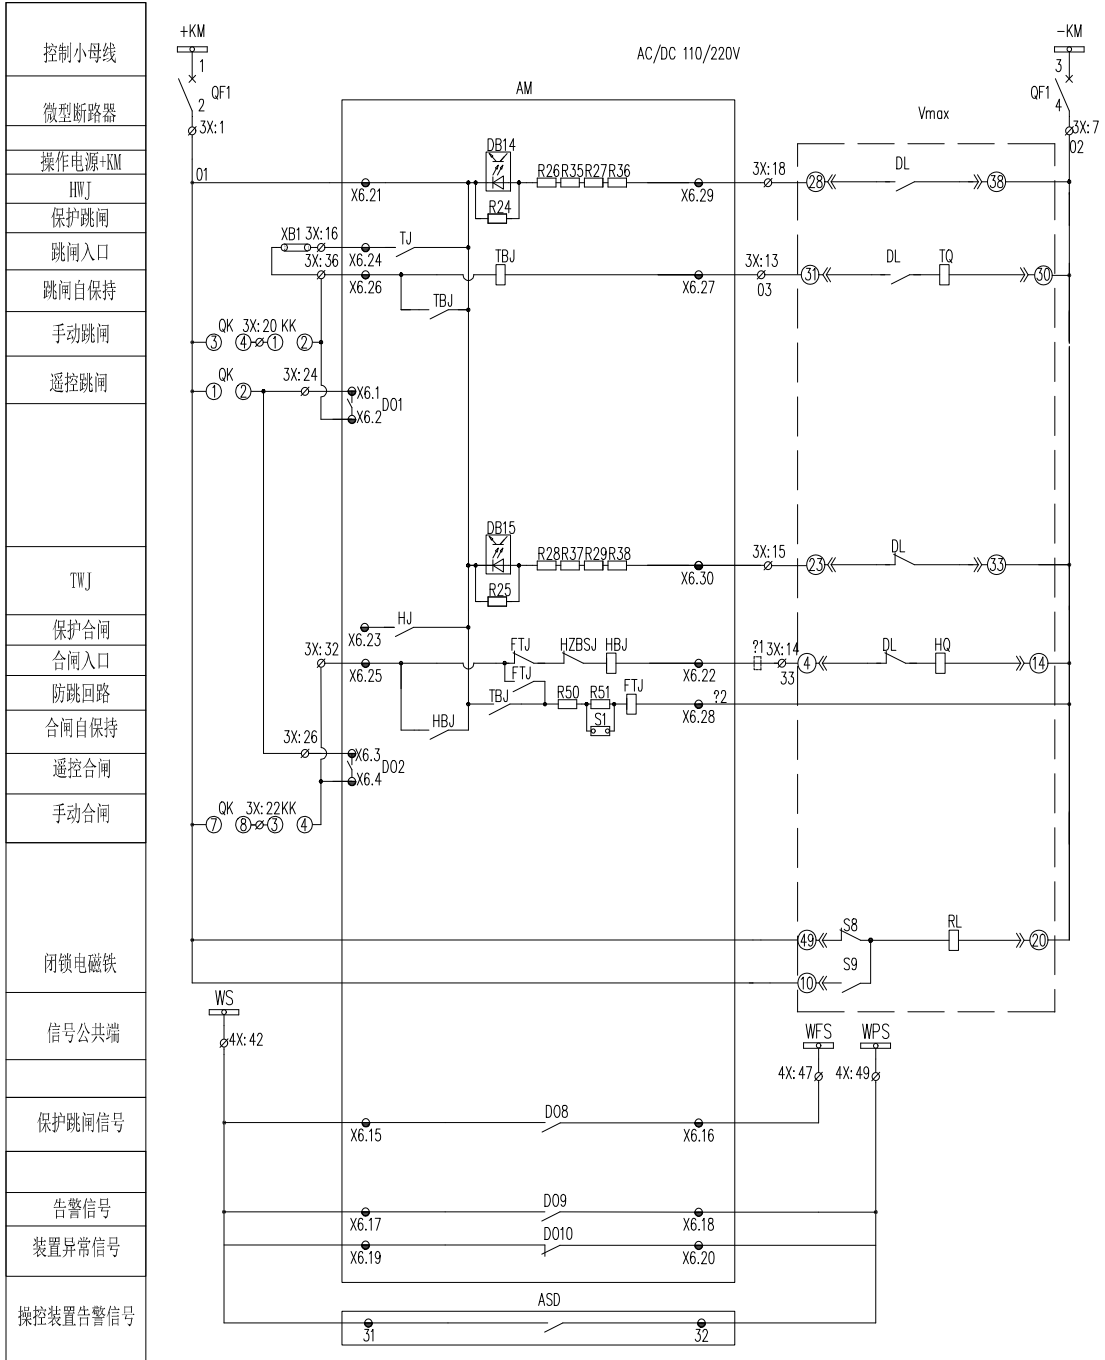 控制小母线
微型断路器
操作电源+KM
HWJ
保护跳闸
跳闸入口
跳闸自保持
手动跳闸
遥控跳闸
TWJ
保护合闸
合闸入口
防跳回路
合闸自保持
遥控合闸
手动合闸
闭锁电磁铁
信号公共端
保护跳闸信号
告警信号
装置异常信号
操控装置告警信号
+KM
AC/DC 110/220V
-KM
1
3
QF1
AM
QF1
2
4
Vmax
3X:1
3X:7
02
DB14
DL
01
R26 R35 R27 R36
3X:18
28
38
X6.21
X6.29
R24
XB1 3X:16
TJ
X6.24
3X:36
TBJ
3X:13
DL
TQ
31
30
X6.26
X6.27
03
TBJ
QK 3X:20 KK
3 4 1 2
QK
3X:24
1 2
X6.1
DO1
X6.2
DB15
R28 R37 R29 R38
3X:15
DL
23
33
X6.30
R25
HJ
X6.23
3X:32
FTJ HZBSJ HBJ
?1 3X:14
DL
HQ
4
14
X6.25
X6.22
33
FTJ
TBJ
R50 R51 FTJ
?2
X6.28
S1
HBJ
3X:26
X6.3
DO2
X6.4
QK 3X:22KK
7 8 3 4
S8
RL
49
20
S9
10
WS
4X:42
WFS WPS
4X:47 4X:49
DO8
X6.15
X6.16
DO9
X6.17
X6.18
DO10
X6.19
X6.20
ASD
31
32